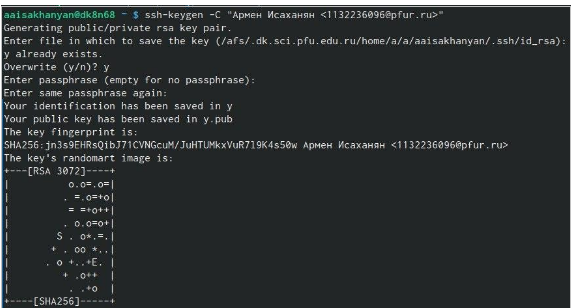 aaisakhanyan@dk8n68 ~ $ ssh-keygen -C "Армен Исаханян <1132236096@pfur.ru>"
Generating public/private rsa key pair.
Enter file in which to save the key (/afs/.dk.sci.pfu.edu.ru/home/a/a/aaisakhanyan/.ssh/id_rsa):
y already exists.
Overwrite (y/n)? y
Enter passphrase (empty for no passphrase):
Enter same passphrase again:
Your identification has been saved in y
Your public key has been saved in y.pub
The key fingerprint is:
SHA256:jn3s9EHRsQibJ71CVNGcuM/JuHTUMkxVuR7l9K4s50w Армен Исаханян <1132236096@pfur.ru>
The key's randomart image is:
+---[RSA 3072]----+
|          o.o=.o=|
|         . =.o=+o|
|          = =+o++|
|         . o.o=o+|
|        S . o*.=.|
|       + . oo *..|
|      . o +..+E. |
|         + .o++  |
|          . .+o  |
+----[SHA256]-----+